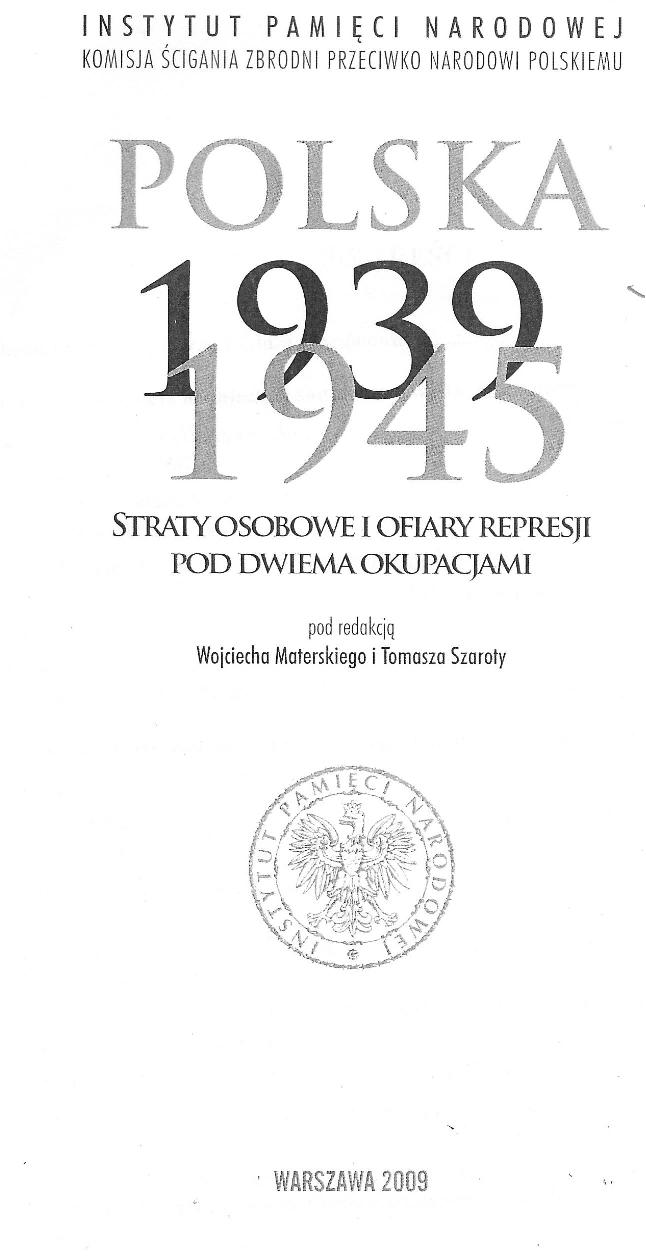 INSTYTUT PAMIĘCI NARODOWEJ
KOMISJA ŚCIGANIA ZBRODNI PRZECIWKO NARODOWI POLSKIEMU
POLSKA
1939
1945
STRATY OSOBOWE I OFIARY REPRESJI
POD DWIEMA OKUPACJAMI
pod redakcją
Wojciecha Materskiego i Tomasza Szaroty
INSTYTUT PAMIĘCI NARODOWEJ
WARSZAWA 2009